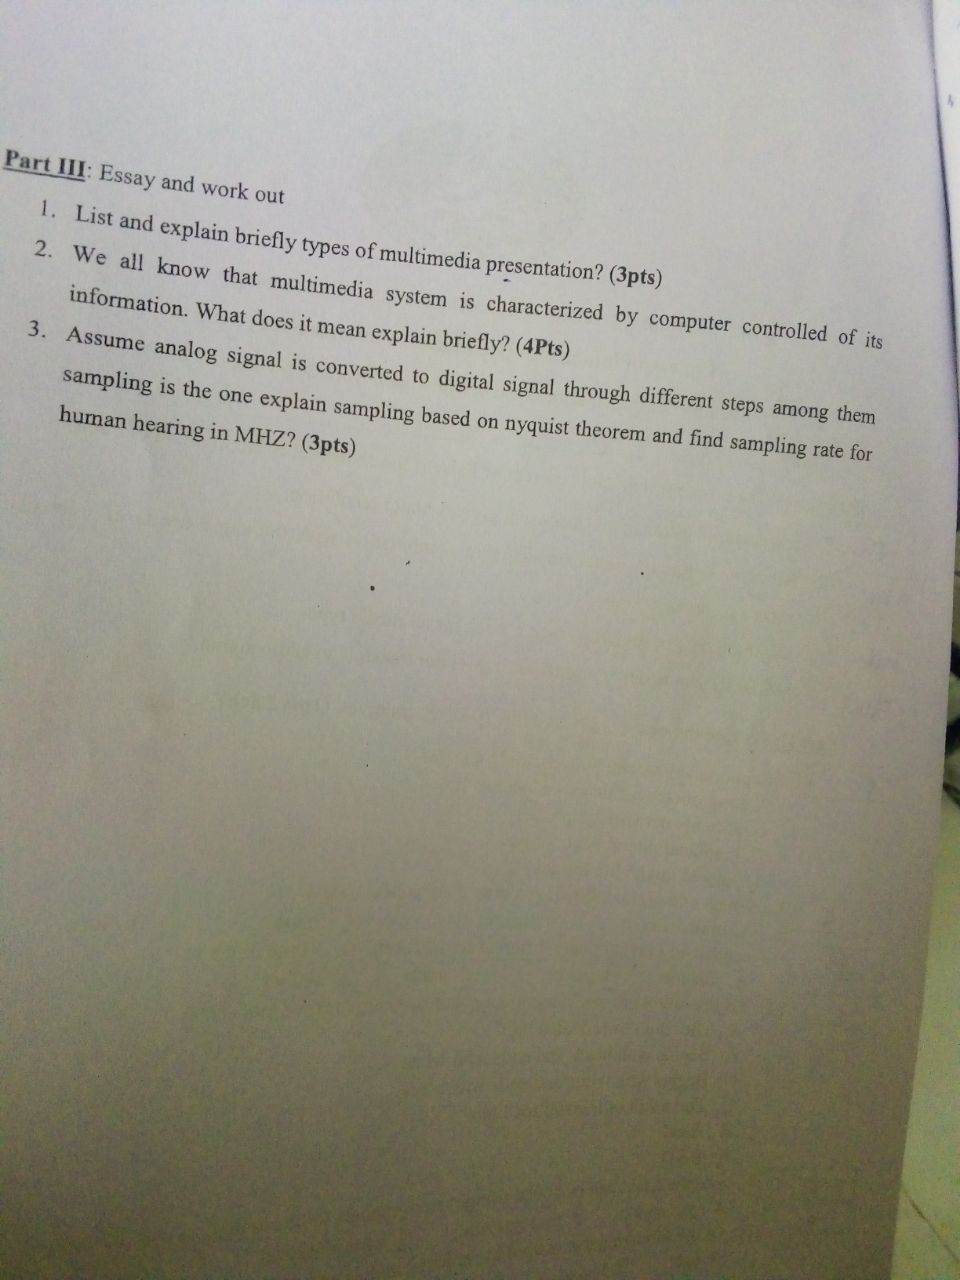 Part III: Essay and work out
1. List and explain briefly types of multimedia presentation? (3pts)
2. We all know that multimedia system is characterized by computer controlled of its
information. What does it mean explain briefly? (4Pts)
3. Assume analog signal is converted to digital signal through different steps among them
sampling is the one explain sampling based on nyquist theorem and find sampling rate for
human hearing in MHZ? (3pts)